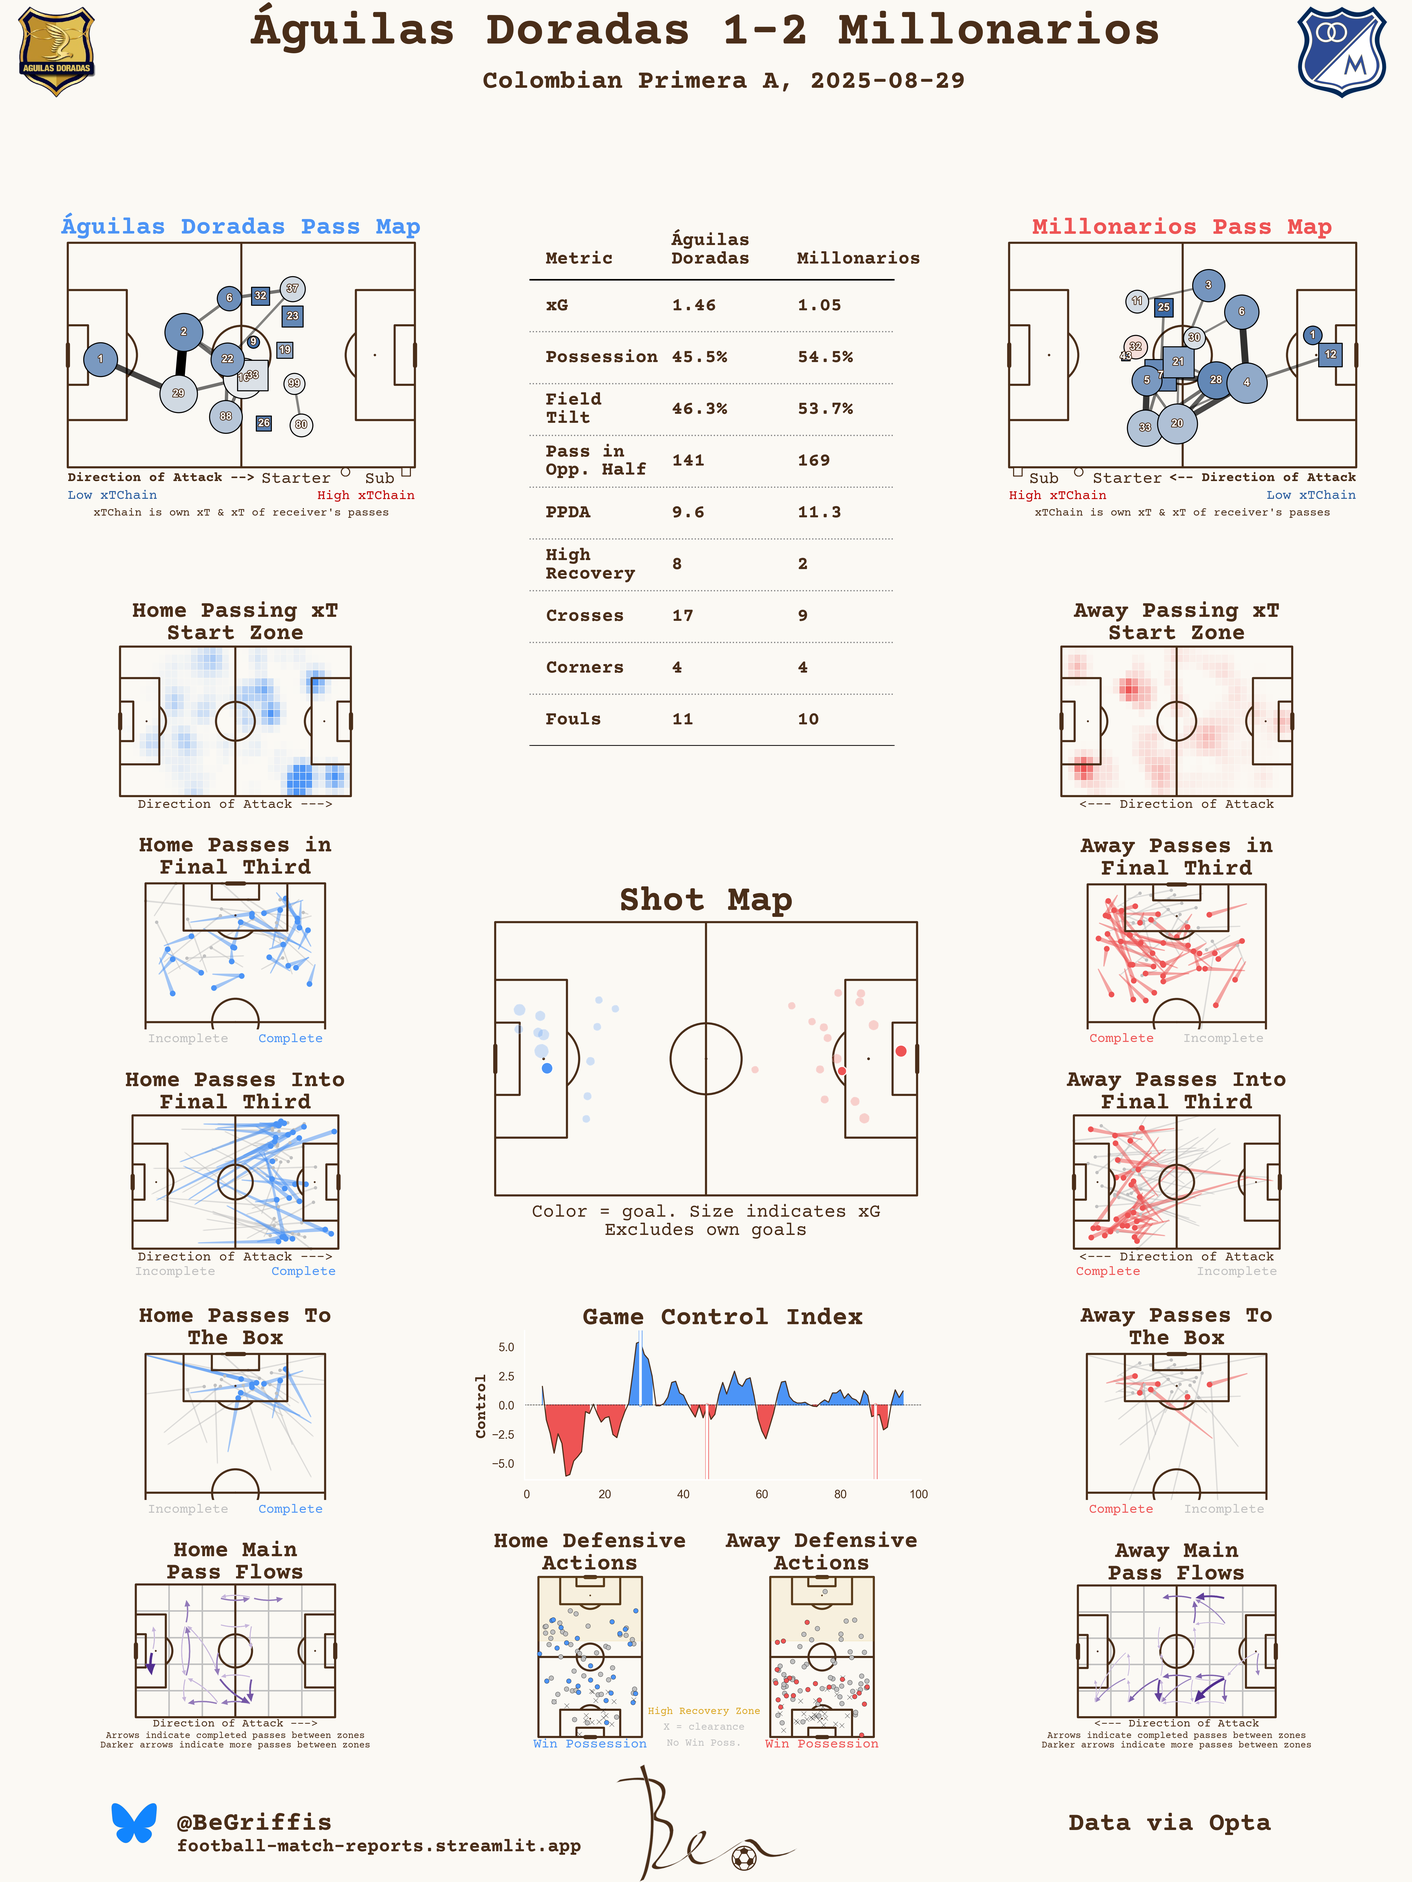 Águilas Doradas 1-2 Millonarios
Colombian Primera A, 2025-08-29
AGUILAS DORADAS
M
Águilas Doradas Pass Map
1
2
29
6
32
37
23
9
19
22
33
99
88
26
80
Direction of Attack --> Starter Sub
Low xTChain High xTChain
xTChain is own xT & xT of receiver's passes
Metric Águilas Doradas Millonarios
xG 1.46 1.05
Possession 45.5% 54.5%
Field Tilt 46.3% 53.7%
Pass in Opp. Half 141 169
PPDA 9.6 11.3
High Recovery 8 2
Crosses 17 9
Corners 4 4
Fouls 11 10
Millonarios Pass Map
3
11
25
6
30
1
32
43
12
21
7
5
28
4
33
20
Sub Starter <-- Direction of Attack
High xTChain Low xTChain
xTChain is own xT & xT of receiver's passes
Home Passing xT
Start Zone
Direction of Attack --->
Away Passing xT
Start Zone
<--- Direction of Attack
Home Passes in
Final Third
Incomplete Complete
Away Passes in
Final Third
Complete Incomplete
Shot Map
Color = goal. Size indicates xG
Excludes own goals
Home Passes Into
Final Third
Direction of Attack --->
Incomplete Complete
Away Passes Into
Final Third
<--- Direction of Attack
Complete Incomplete
Home Passes To
The Box
Incomplete Complete
Game Control Index
Control
5.0
2.5
0.0
−2.5
−5.0
0 20 40 60 80 100
Away Passes To
The Box
Complete Incomplete
Home Main
Pass Flows
Direction of Attack --->
Arrows indicate completed passes between zones
Darker arrows indicate more passes between zones
Home Defensive
Actions
Win Possession
High Recovery Zone
X = clearance
No Win Poss.
Away Defensive
Actions
Win Possession
Away Main
Pass Flows
<--- Direction of Attack
Arrows indicate completed passes between zones
Darker arrows indicate more passes between zones
@BeGriffis
football-match-reports.streamlit.app
Ben
Data via Opta